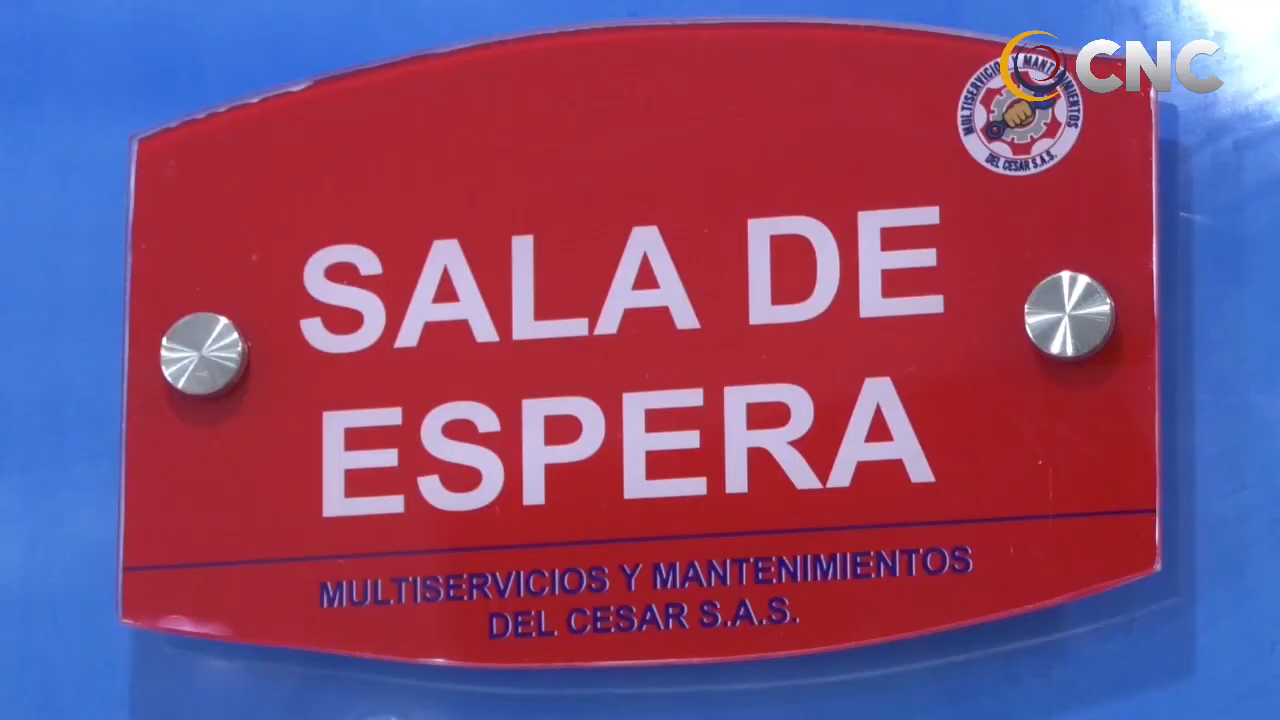 CNC
MULTISERVICIOS Y MANTENIMIENTOS
DEL CESAR S.A.S.
SALA DE
ESPERA
MULTISERVICIOS Y MANTENIMIENTOS
DEL CESAR S.A.S.